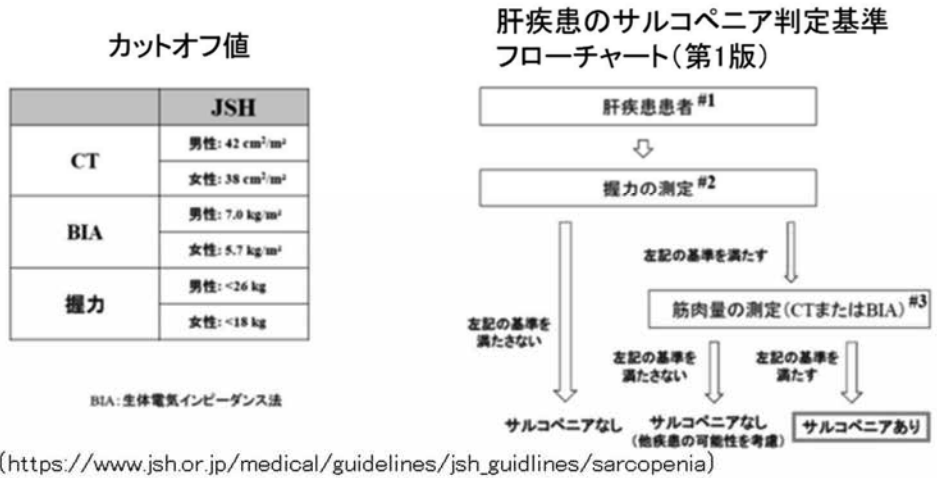 カットオフ値
JSH
CT
男性: 42 cm²/m²
女性: 38 cm²/m²
BIA
男性: 7.0 kg/m²
女性: 5.7 kg/m²
握力
男性: <26 kg
女性: <18 kg
BIA: 生体電気インピーダンス法
肝疾患のサルコペニア判定基準
フローチャート(第1版)
肝疾患患者 #1
握力の測定 #2
左記の基準を満たす
筋肉量の測定(CTまたはBIA) #3
左記の基準を
満たさない
左記の基準を
満たさない
左記の基準を
満たす
サルコペニアなし
サルコペニアなし
(他疾患の可能性を考慮)
サルコペニアあり
(https://www.jsh.or.jp/medical/guidelines/jsh_guidlines/sarcopenia)